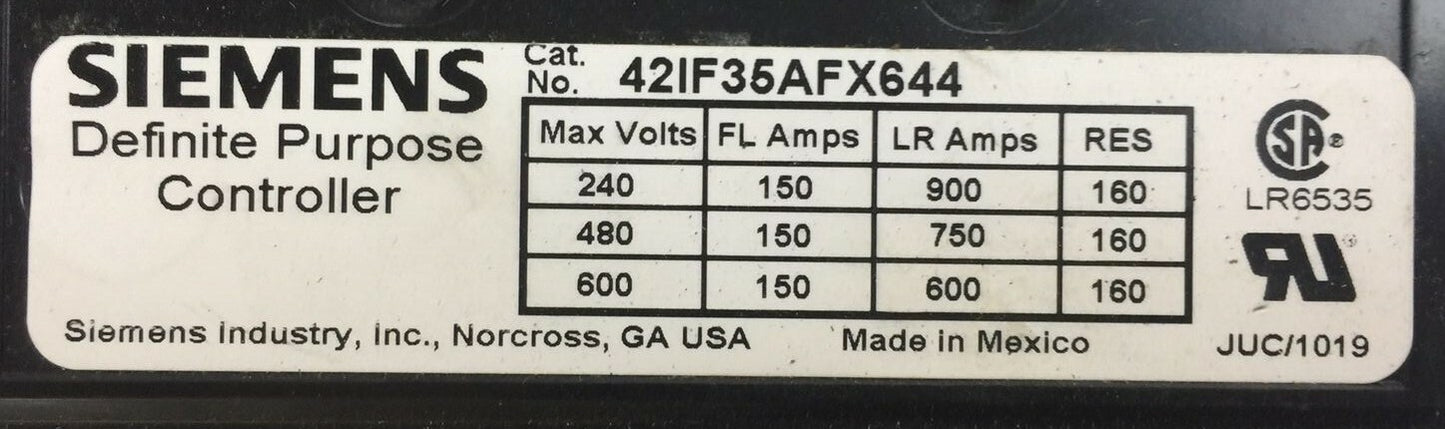 SIEMENS
Definite Purpose
Controller
Cat.
No. 42IF35AFX644
Max Volts FL Amps LR Amps RES
240 150 900 160
480 150 750 160
600 150 600 160
SA ®
LR6535
RU ®
JUC/1019
Siemens Industry, Inc., Norcross, GA USA Made in Mexico